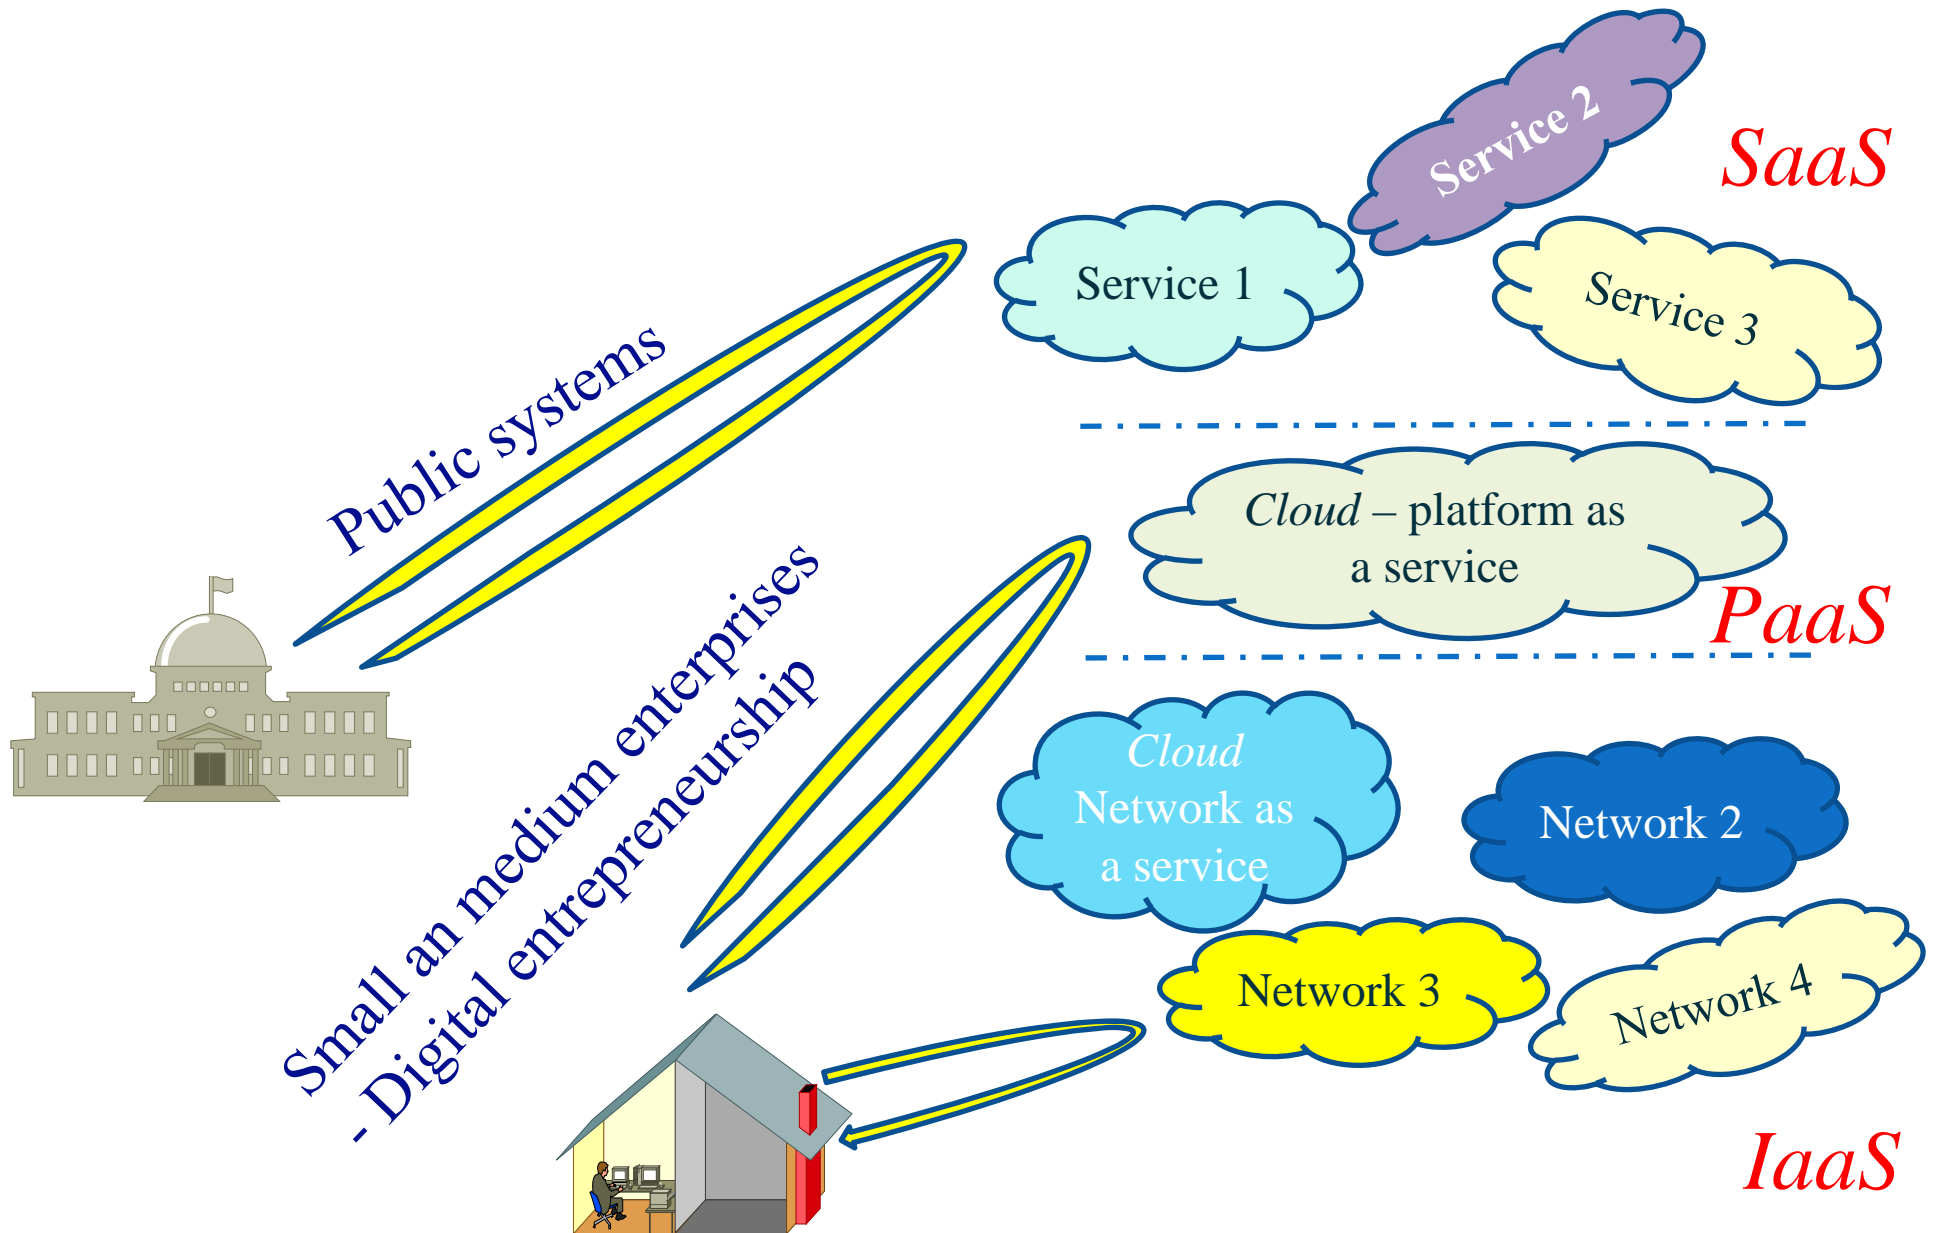 Service 2
SaaS
Service 1
Service 3
Public systems
Cloud – platform as
a service
PaaS
Small an medium enterprises
- Digital entrepreneurship
Cloud
Network as
a service
Network 2
Network 3
Network 4
IaaS